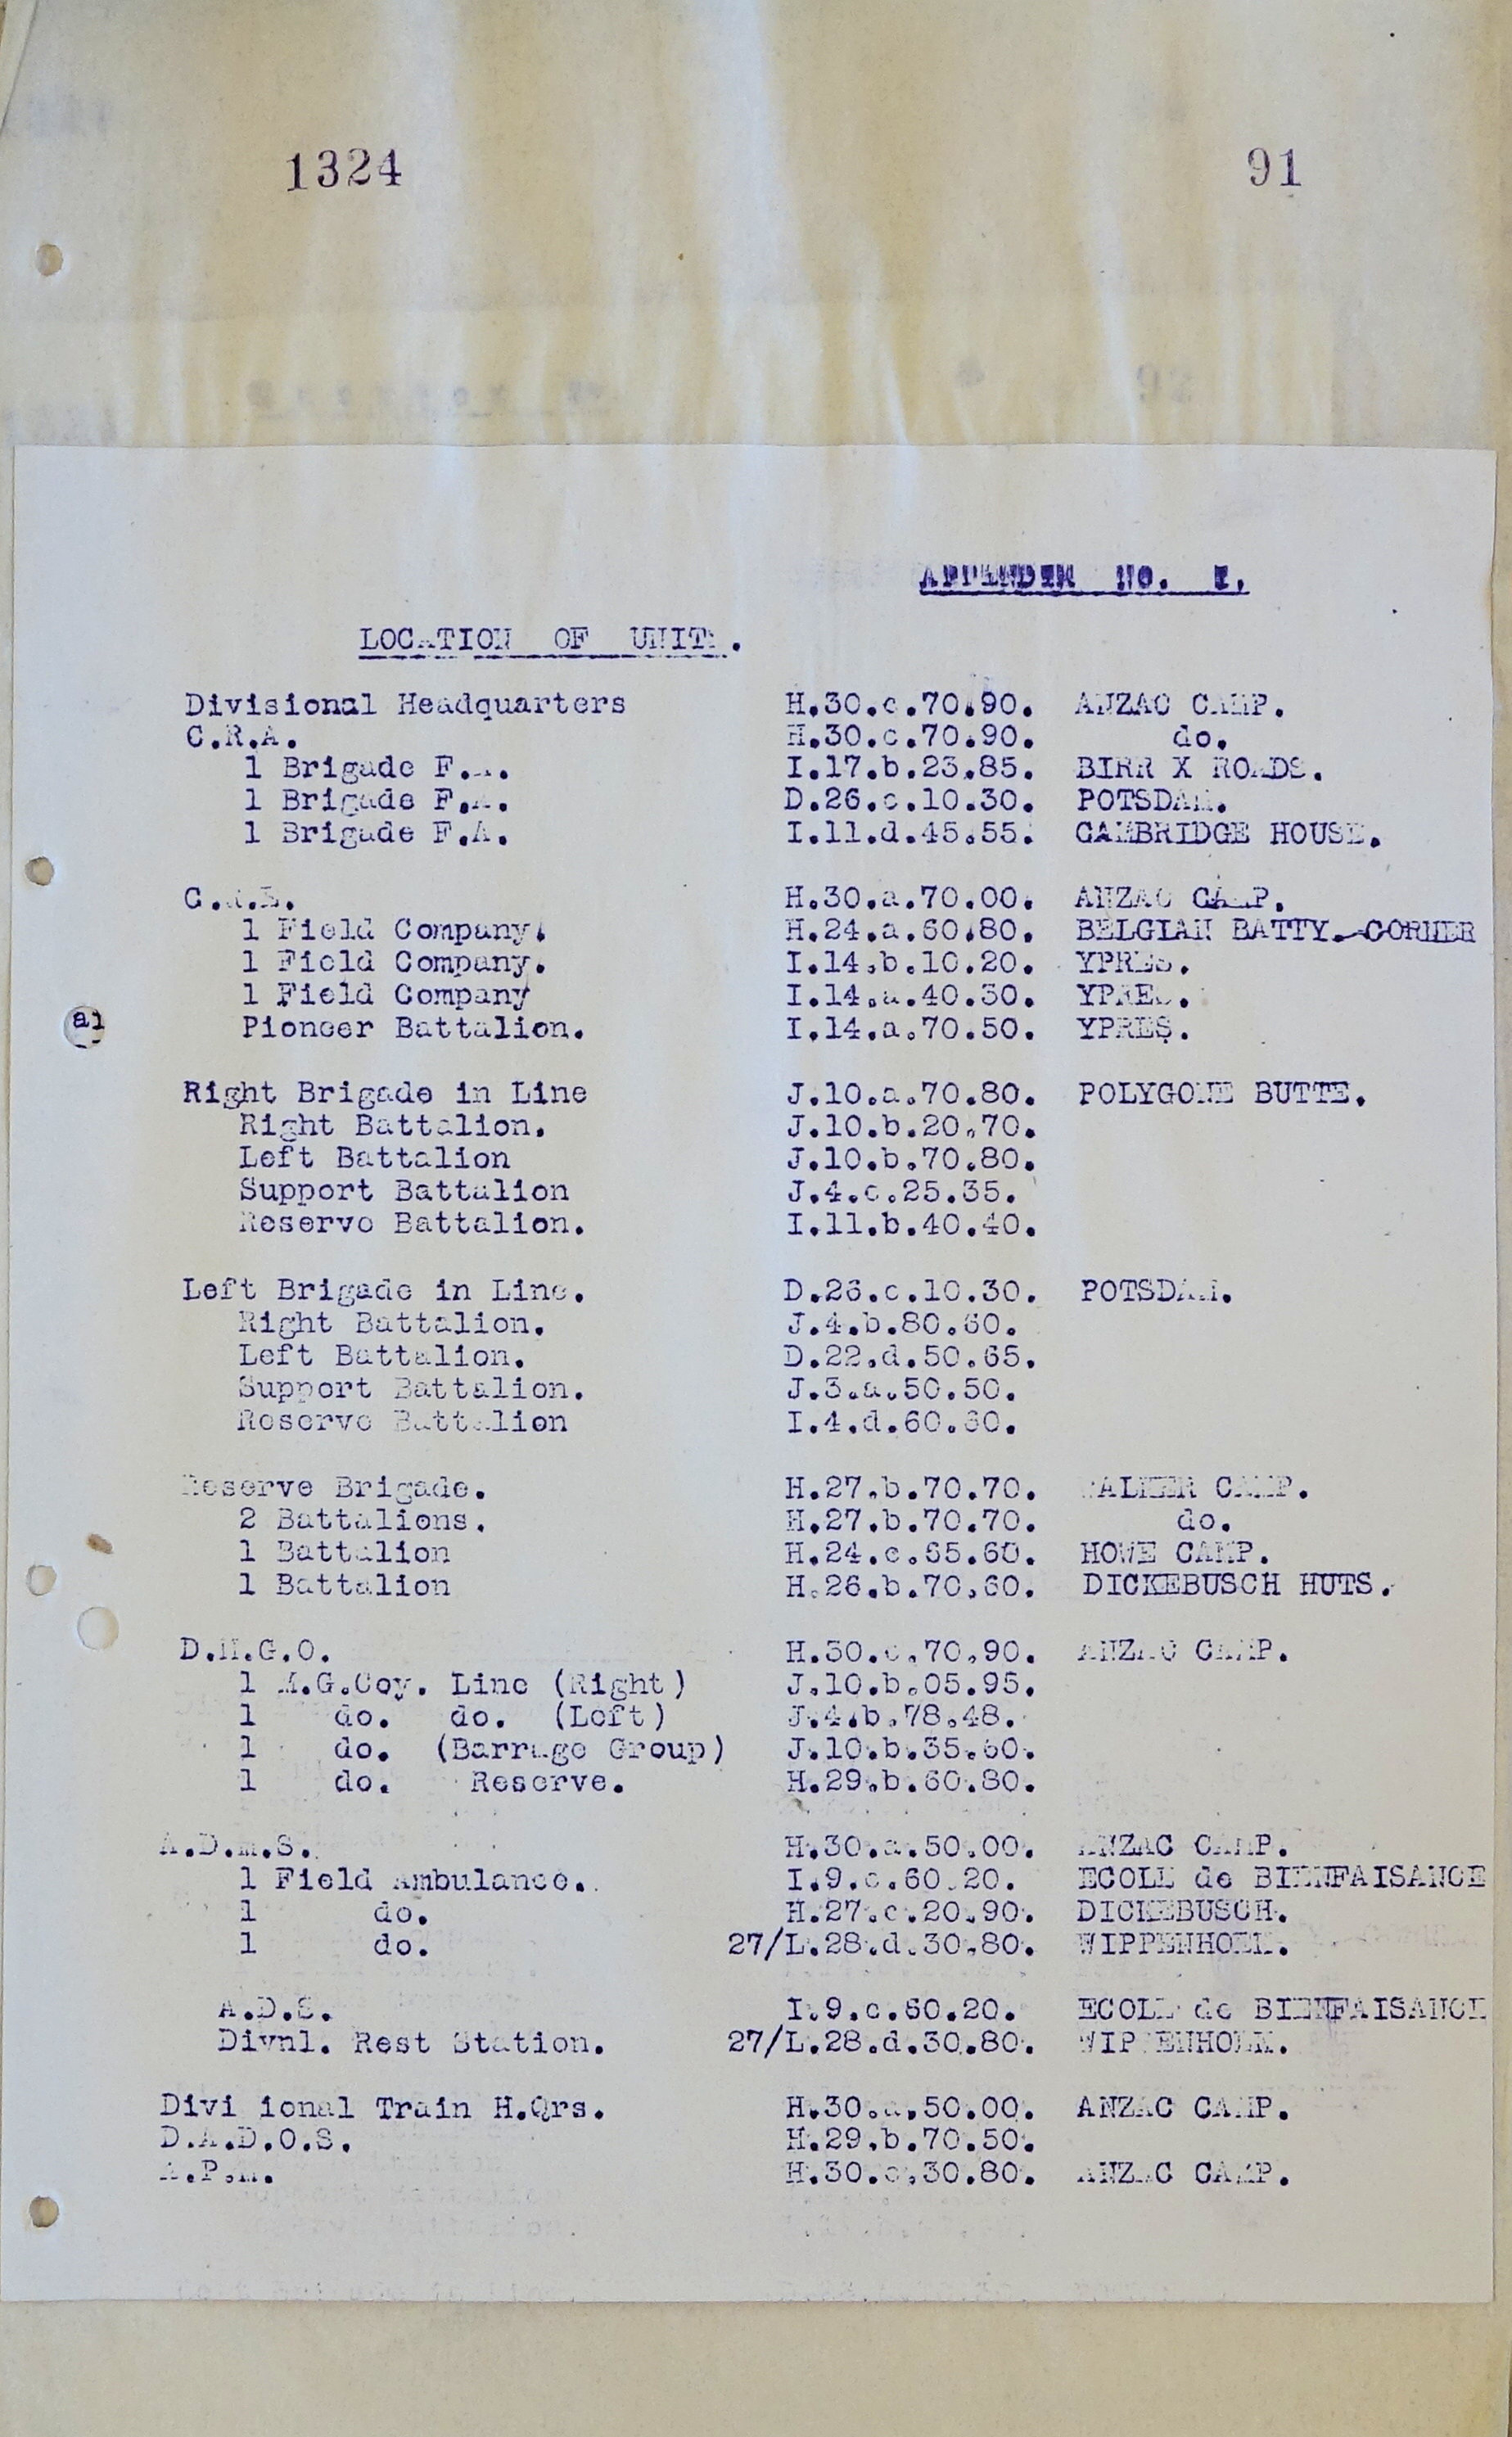 1324 91
APPENDIX No. I.
LOCATION OF UNITS.
Divisional Headquarters H.30.c.70.90. ANZAC CAMP.
C.R.A. H.30.c.70.90. do.
1 Brigade F.A. I.17.b.23.85. BIRR X ROADS.
1 Brigade F.A. D.26.c.10.30. POTSDAM.
1 Brigade F.A. I.11.d.45.55. CAMBRIDGE HOUSE.
C.R.E. H.30.a.70.00. ANZAC CAMP.
1 Field Company. H.24.a.60.80. BELGIAN BATTY. CORNER
1 Field Company. I.14.b.10.20. YPRES.
1 Field Company I.14.a.40.30. YPRES.
a1
Pioneer Battalion. I.14.a.70.50. YPRES.
Right Brigade in Line J.10.a.70.80. POLYGONE BUTTE.
Right Battalion. J.10.b.20.70.
Left Battalion J.10.b.70.80.
Support Battalion J.4.c.25.35.
Reserve Battalion. I.11.b.40.40.
Left Brigade in Line. D.26.c.10.30. POTSDAM.
Right Battalion. J.4.b.80.60.
Left Battalion. D.22.d.50.65.
Support Battalion. J.3.a.50.50.
Reserve Battalion I.4.d.60.60.
Reserve Brigade. H.27.b.70.70. WALKER CAMP.
2 Battalions. H.27.b.70.70. do.
1 Battalion H.24.c.65.60. HOWE CAMP.
1 Battalion H.26.b.70.60. DICKEBUSCH HUTS.
D.M.G.O. H.30.c.70.90. ANZAC CAMP.
1 M.G.Coy. Line (Right) J.10.b.05.95.
1 do. do. (Left) J.4.b.78.48.
1 do. (Barrage Group) J.10.b.35.60.
1 do. Reserve. H.29.b.60.80.
A.D.M.S. H.30.a.50.00. ANZAC CAMP.
1 Field Ambulance. I.9.c.60.20. ECOLE de BIENFAISANCE
1 do. H.27.c.20.90. DICKEBUSCH.
1 do. 27/L.28.d.30.80. WIPPENHOEK.
A.D.S. I.9.c.60.20. ECOLE de BIENFAISANCE
Divnl. Rest Station. 27/L.28.d.30.80. WIPPENHOEK.
Divisional Train H.Qrs. H.30.a.50.00. ANZAC CAMP.
D.A.D.O.S. H.29.b.70.50.
A.P.M. H.30.c.30.80. ANZAC CAMP.